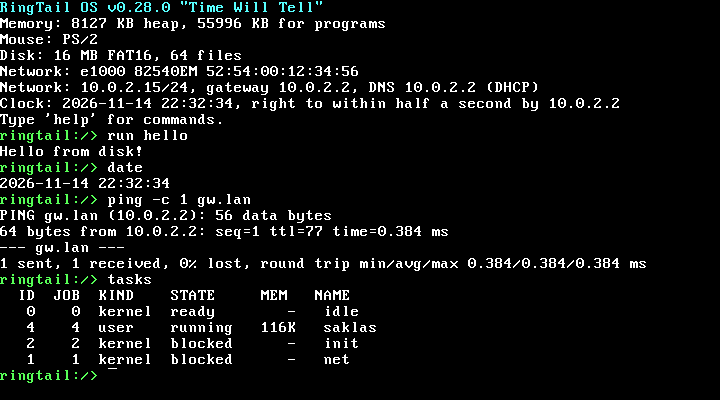 RingTail OS v0.28.0 "Time Will Tell"
Memory: 8127 KB heap, 55996 KB for programs
Mouse: PS/2
Disk: 16 MB FAT16, 64 files
Network: e1000 82540EM 52:54:00:12:34:56
Network: 10.0.2.15/24, gateway 10.0.2.2, DNS 10.0.2.2 (DHCP)
Clock: 2026-11-14 22:32:34, right to within half a second by 10.0.2.2
Type 'help' for commands.
ringtail:/> run hello
Hello from disk!
ringtail:/> date
2026-11-14 22:32:34
ringtail:/> ping -c 1 gw.lan
PING gw.lan (10.0.2.2): 56 data bytes
64 bytes from 10.0.2.2: seq=1 ttl=77 time=0.384 ms
--- gw.lan ---
1 sent, 1 received, 0% lost, round trip min/avg/max 0.384/0.384/0.384 ms
ringtail:/> tasks
  ID  JOB  KIND    STATE      MEM   NAME
   0    0  kernel  ready        -   idle
   4    4  user    running   116K   saklas
   2    2  kernel  blocked      -   init
   1    1  kernel  blocked      -   net
ringtail:/>